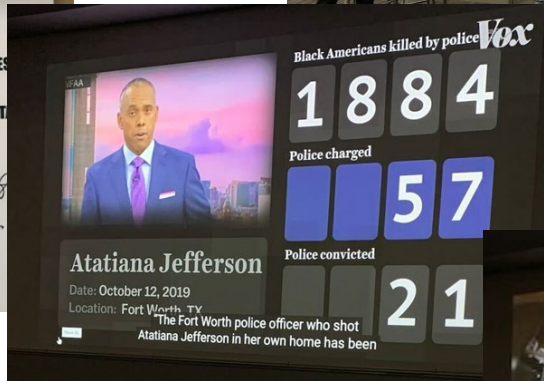 Vox
Black Americans killed by police
1884
WFAA
Police charged
57
Police convicted
21
Atatiana Jefferson
Date: October 12, 2019
Location: Fort Worth, TX
"The Fort Worth police officer who shot
Atatiana Jefferson in her own home has been